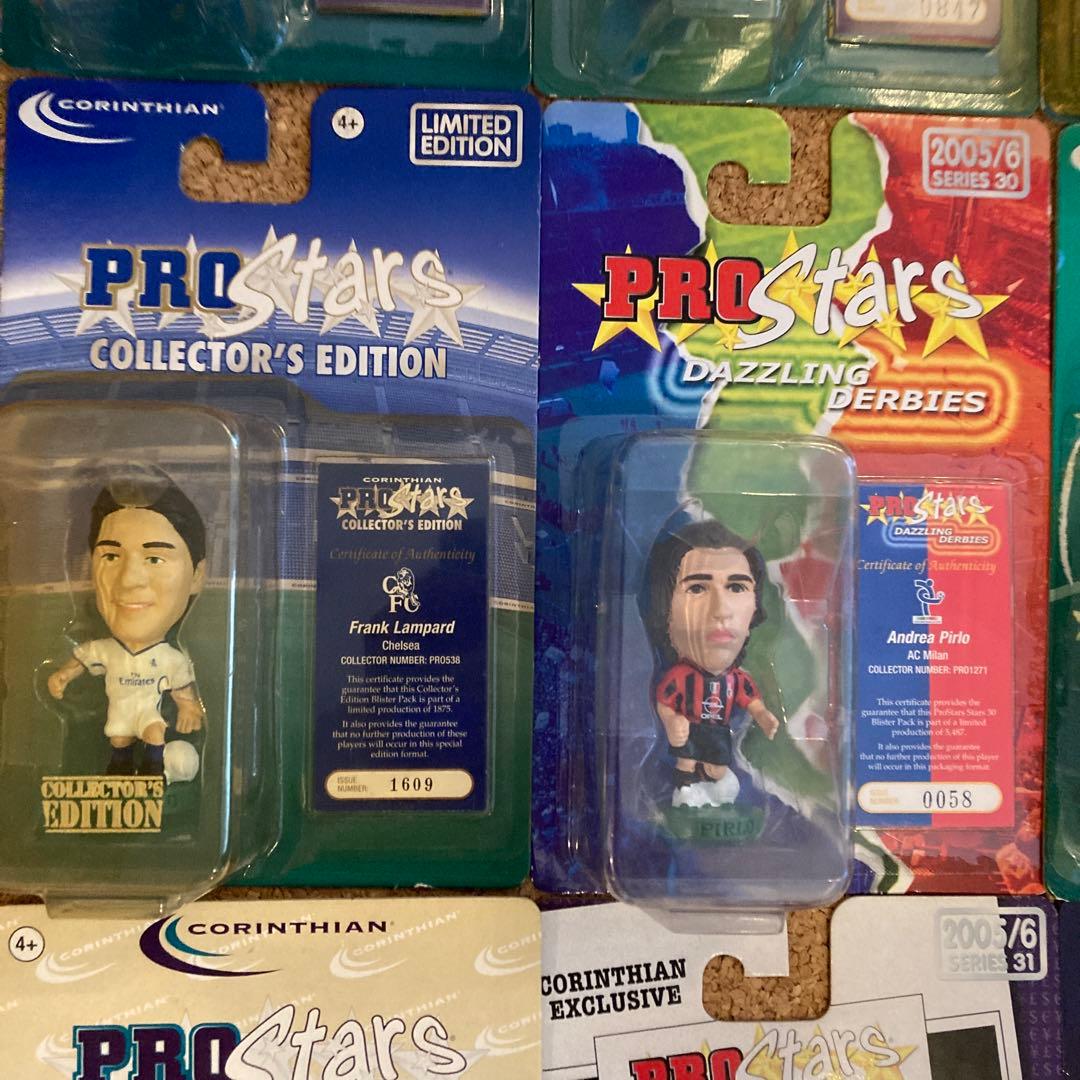 0847
CORINTHIAN
4+
LIMITED
EDITION
PROStars
COLLECTOR'S EDITION
CORINTHIAN
PROStars
COLLECTOR'S EDITION
Certificate of Authenticity
CFC
Frank Lampard
Chelsea
COLLECTOR NUMBER: PRO538
This certificate provides the
guarantee that this Collector's
Edition Blister Pack is part of a
limited production of 1875.
It also provides the guarantee
that no further production of these
players will occur in this special
edition format.
ISSUE
NUMBER: 1609
Fly
Emirates
COLLECTOR'S
EDITION
2005/6
SERIES 30
PROStars
DAZZLING
DERBIES
PROStars
DAZZLING
DERBIES
Certificate of Authenticity
Andrea Pirlo
AC Milan
COLLECTOR NUMBER: PRO1271
This certificate provides the
guarantee that this ProStars Stars 30
Blister Pack is part of a limited
production of 5,487.
It also provides the guarantee
that no further production of this player
will occur in this packaging format.
ISSUE
NUMBER: 0058
OPEL
PIRLO
4+
CORINTHIAN
CORINTHIAN
CORINTHIAN
PROStars
CORINTHIAN
EXCLUSIVE
2005/6
SERIES 31
PROStars